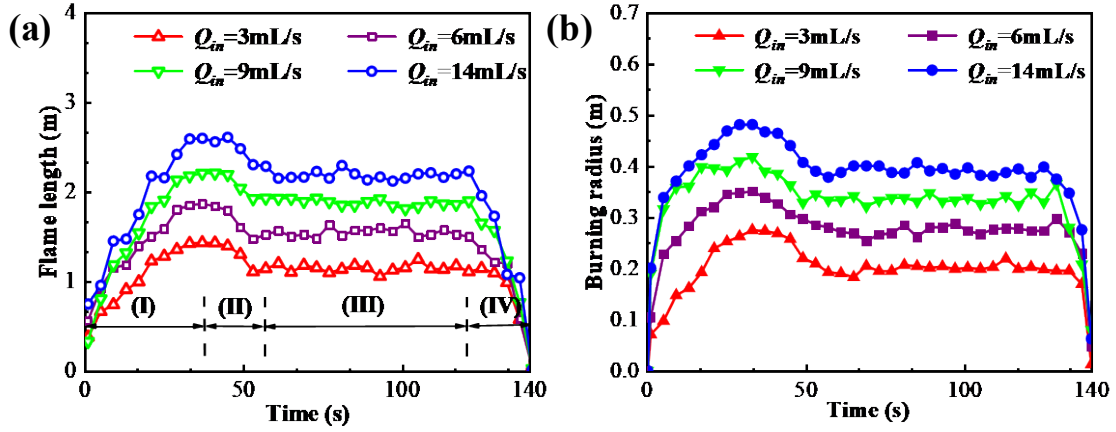 (a)
Q_in=3mL/s
Q_in=6mL/s
Q_in=9mL/s
Q_in=14mL/s
Flame length (m)
4
3
2
1
0
(I)
(II)
(III)
(IV)
0
50
100
140
Time (s)
(b)
Q_in=3mL/s
Q_in=6mL/s
Q_in=9mL/s
Q_in=14mL/s
Burning radius (m)
0.7
0.6
0.5
0.4
0.3
0.2
0.1
0.0
0
50
100
140
Time (s)